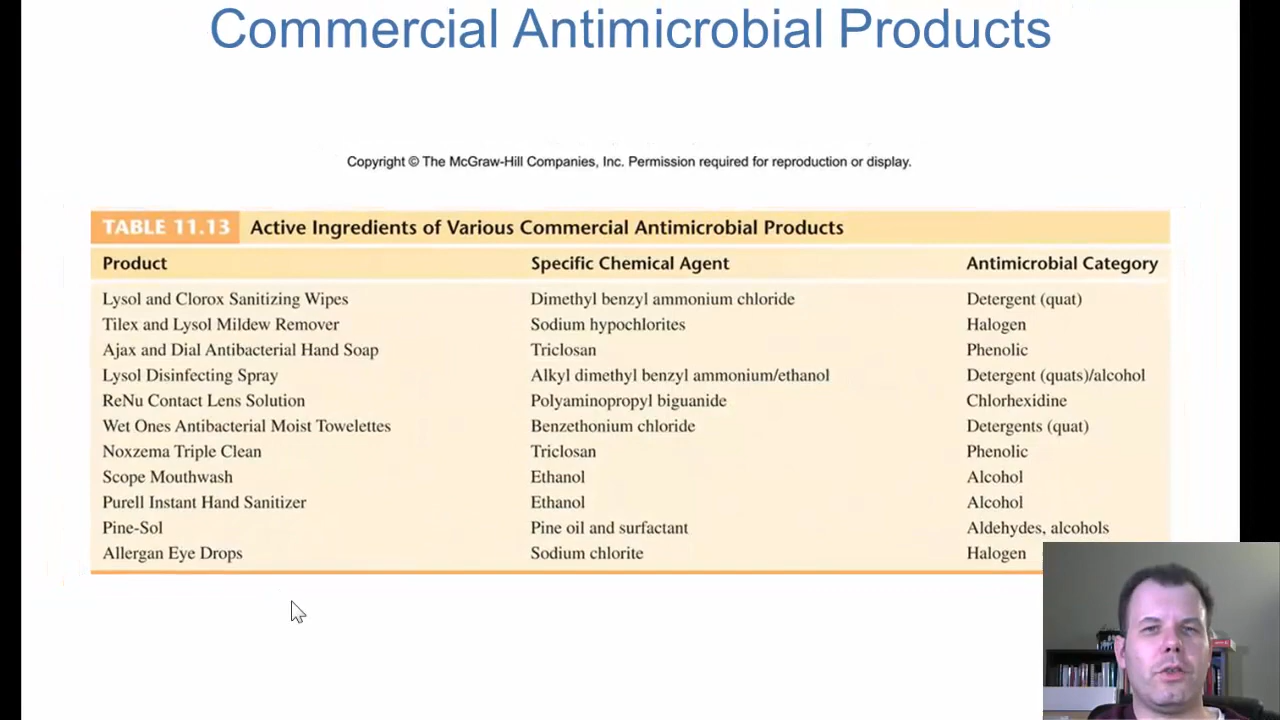 Commercial Antimicrobial Products
Copyright © The McGraw-Hill Companies, Inc. Permission required for reproduction or display.
TABLE 11.13 Active Ingredients of Various Commercial Antimicrobial Products
Product Specific Chemical Agent Antimicrobial Category
Lysol and Clorox Sanitizing Wipes Dimethyl benzyl ammonium chloride Detergent (quat)
Tilex and Lysol Mildew Remover Sodium hypochlorites Halogen
Ajax and Dial Antibacterial Hand Soap Triclosan Phenolic
Lysol Disinfecting Spray Alkyl dimethyl benzyl ammonium/ethanol Detergent (quats)/alcohol
ReNu Contact Lens Solution Polyaminopropyl biguanide Chlorhexidine
Wet Ones Antibacterial Moist Towelettes Benzethonium chloride Detergents (quat)
Noxzema Triple Clean Triclosan Phenolic
Scope Mouthwash Ethanol Alcohol
Purell Instant Hand Sanitizer Ethanol Alcohol
Pine-Sol Pine oil and surfactant Aldehydes, alcohols
Allergan Eye Drops Sodium chlorite Halogen